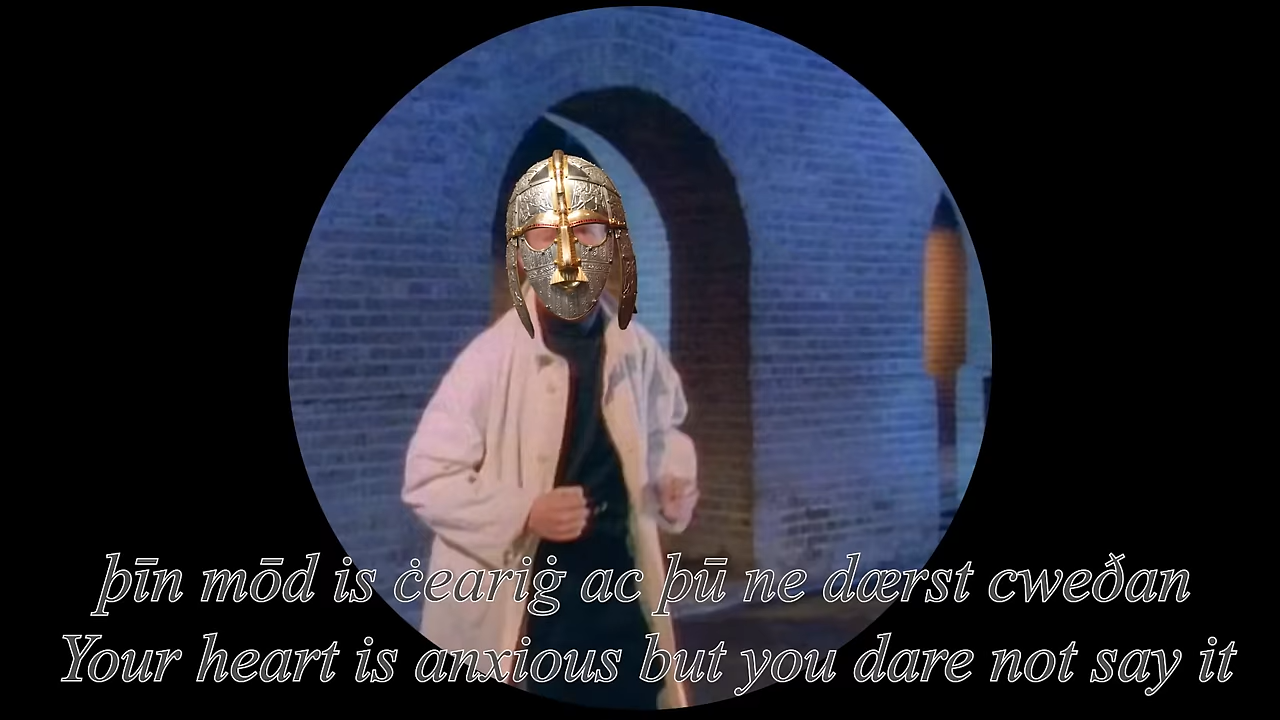 þīn mōd is ċeariġ ac þū ne dærst cweðan
Your heart is anxious but you dare not say it